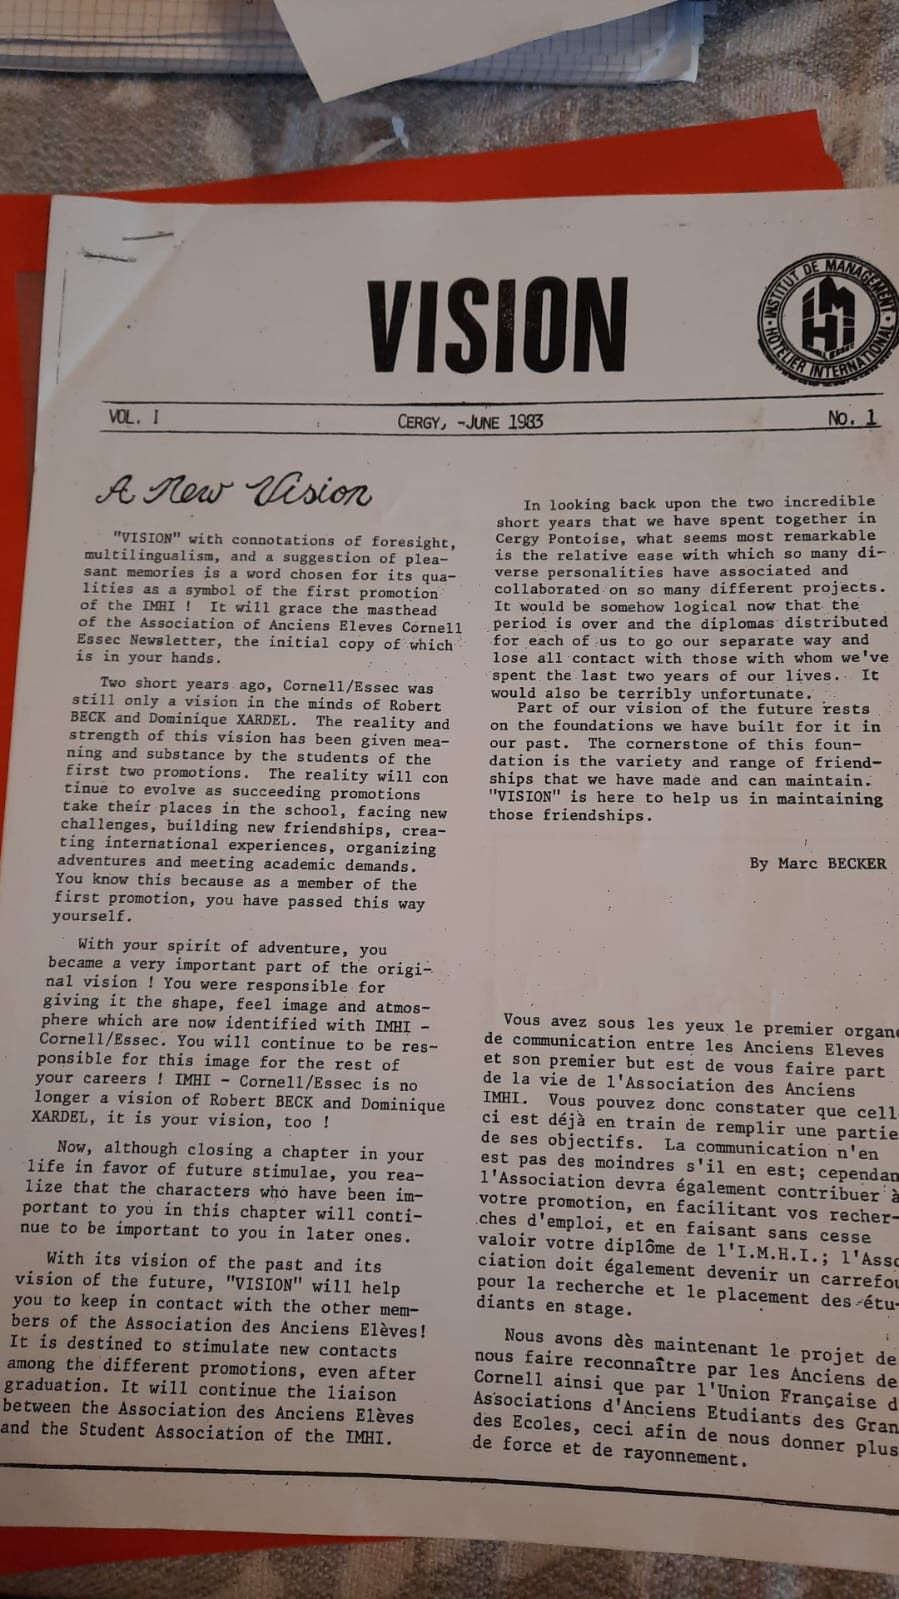 VISION
INSTITUT DE MANAGEMENT
HOTELIER INTERNATIONAL
IMHI
VOL. I
CERGY, -JUNE 1983
No. 1
A New Vision
"VISION" with connotations of foresight,
multilingualism, and a suggestion of plea-
sant memories is a word chosen for its qua-
lities as a symbol of the first promotion
of the IMHI ! It will grace the masthead
of the Association of Anciens Eleves Cornell
Essec Newsletter, the initial copy of which
is in your hands.
Two short years ago, Cornell/Essec was
still only a vision in the minds of Robert
BECK and Dominique XARDEL. The reality and
strength of this vision has been given mea-
ning and substance by the students of the
first two promotions. The reality will con
tinue to evolve as succeeding promotions
take their places in the school, facing new
challenges, building new friendships, crea-
ting international experiences, organizing
adventures and meeting academic demands.
You know this because as a member of the
first promotion, you have passed this way
yourself.
With your spirit of adventure, you
became a very important part of the origi-
nal vision ! You were responsible for
giving it the shape, feel image and atmos-
phere which are now identified with IMHI -
Cornell/Essec. You will continue to be res-
ponsible for this image for the rest of
your careers ! IMHI - Cornell/Essec is no
longer a vision of Robert BECK and Dominique
XARDEL, it is your vision, too !
Now, although closing a chapter in your
life in favor of future stimulae, you rea-
lize that the characters who have been im-
portant to you in this chapter will conti-
nue to be important to you in later ones.
With its vision of the past and its
vision of the future, "VISION" will help
you to keep in contact with the other mem-
bers of the Association des Anciens Elèves!
It is destined to stimulate new contacts
among the different promotions, even after
graduation. It will continue the liaison
between the Association des Anciens Elèves
and the Student Association of the IMHI.
In looking back upon the two incredible
short years that we have spent together in
Cergy Pontoise, what seems most remarkable
is the relative ease with which so many di-
verse personalities have associated and
collaborated on so many different projects.
It would be somehow logical now that the
period is over and the diplomas distributed
for each of us to go our separate way and
lose all contact with those with whom we've
spent the last two years of our lives. It
would also be terribly unfortunate.
Part of our vision of the future rests
on the foundations we have built for it in
our past. The cornerstone of this foun-
dation is the variety and range of friend-
ships that we have made and can maintain.
"VISION" is here to help us in maintaining
those friendships.
By Marc BECKER
Vous avez sous les yeux le premier organe
de communication entre les Anciens Eleves
et son premier but est de vous faire part
de la vie de l'Association des Anciens
IMHI. Vous pouvez donc constater que cell
ci est déjà en train de remplir une partie
de ses objectifs. La communication n'en
est pas des moindres s'il en est; cependan
l'Association devra également contribuer à
votre promotion, en facilitant vos recher-
ches d'emploi, et en faisant sans cesse
valoir votre diplôme de l'I.M.H.I.; l'Asso
ciation doit également devenir un carrefou
pour la recherche et le placement des étu-
diants en stage.
Nous avons dès maintenant le projet de
nous faire reconnaître par les Anciens de
Cornell ainsi que par l'Union Française d
Associations d'Anciens Etudiants des Gran
des Ecoles, ceci afin de nous donner plus
de force et de rayonnement.